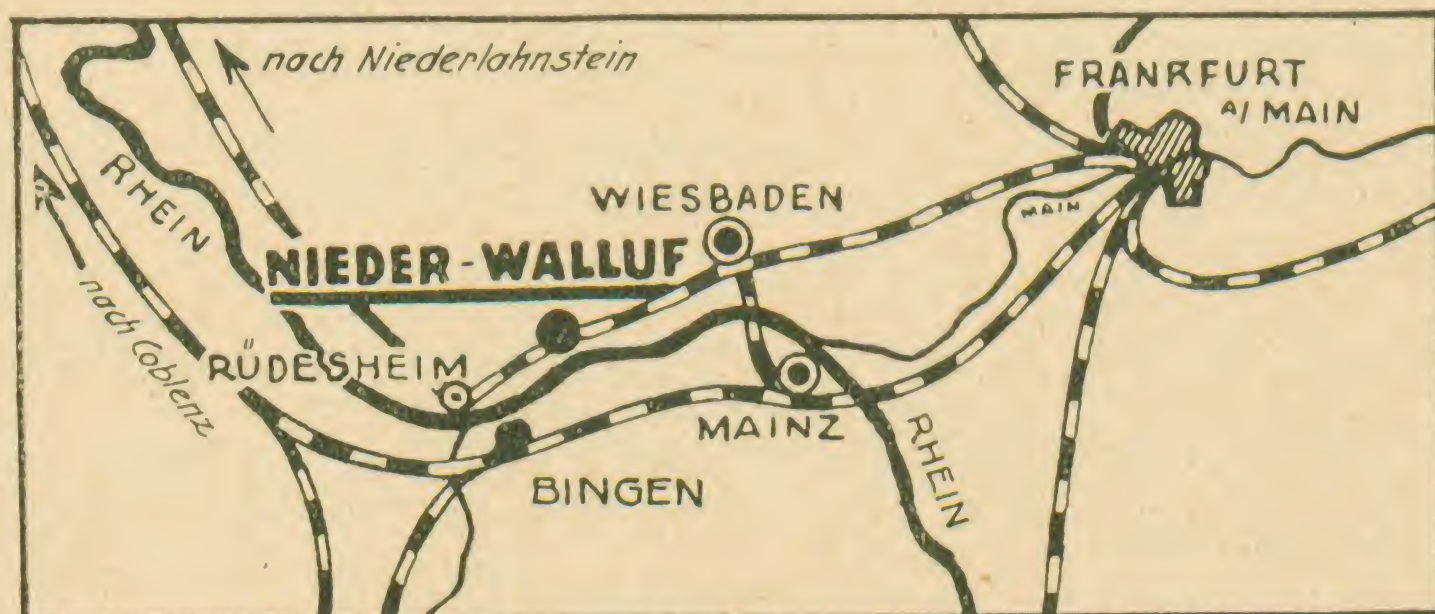 nach Niederlahnstein
FRANKFURT
A/ MAIN
RHEIN
WIESBADEN
MAIN
NIEDER-WALLUF
nach Coblenz
RÜDESHEIM
MAINZ
RHEIN
BINGEN